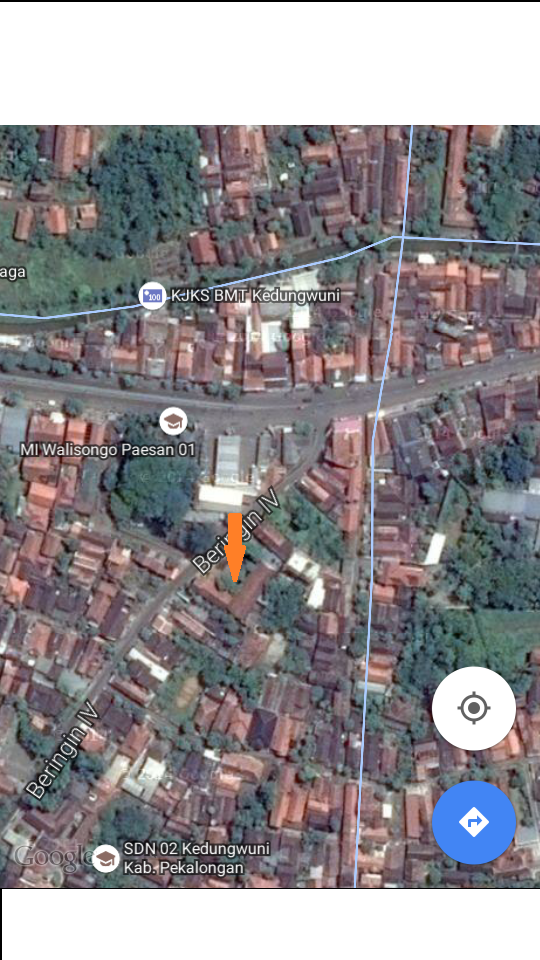 aga
KJKS BMT Kedungwuni
MI Walisongo Paesan 01
Beringin IV
Beringin IV
SDN 02 Kedungwuni
Kab. Pekalongan
Google